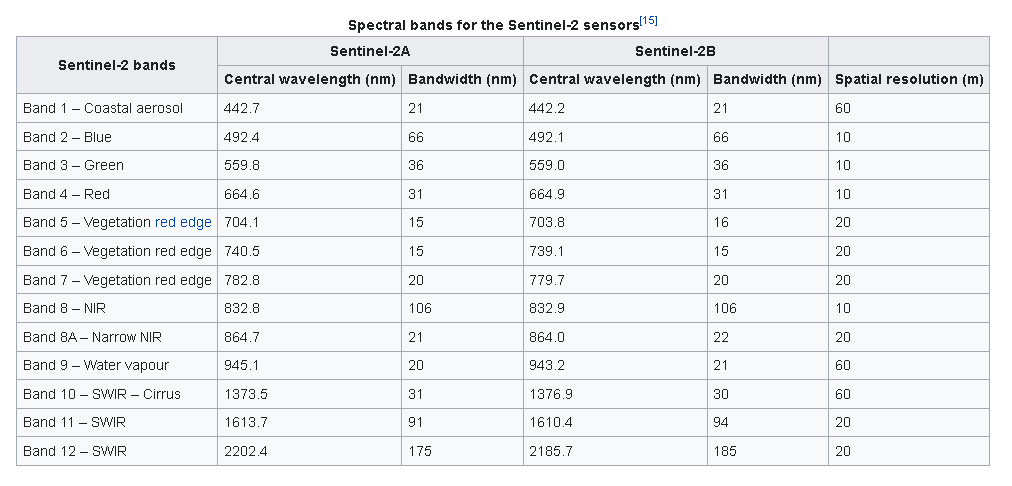 Spectral bands for the Sentinel-2 sensors[15]
Sentinel-2 bands Sentinel-2A Sentinel-2B
Central wavelength (nm) Bandwidth (nm) Central wavelength (nm) Bandwidth (nm) Spatial resolution (m)
Band 1 – Coastal aerosol 442.7 21 442.2 21 60
Band 2 – Blue 492.4 66 492.1 66 10
Band 3 – Green 559.8 36 559.0 36 10
Band 4 – Red 664.6 31 664.9 31 10
Band 5 – Vegetation red edge 704.1 15 703.8 16 20
Band 6 – Vegetation red edge 740.5 15 739.1 15 20
Band 7 – Vegetation red edge 782.8 20 779.7 20 20
Band 8 – NIR 832.8 106 832.9 106 10
Band 8A – Narrow NIR 864.7 21 864.0 22 20
Band 9 – Water vapour 945.1 20 943.2 21 60
Band 10 – SWIR – Cirrus 1373.5 31 1376.9 30 60
Band 11 – SWIR 1613.7 91 1610.4 94 20
Band 12 – SWIR 2202.4 175 2185.7 185 20